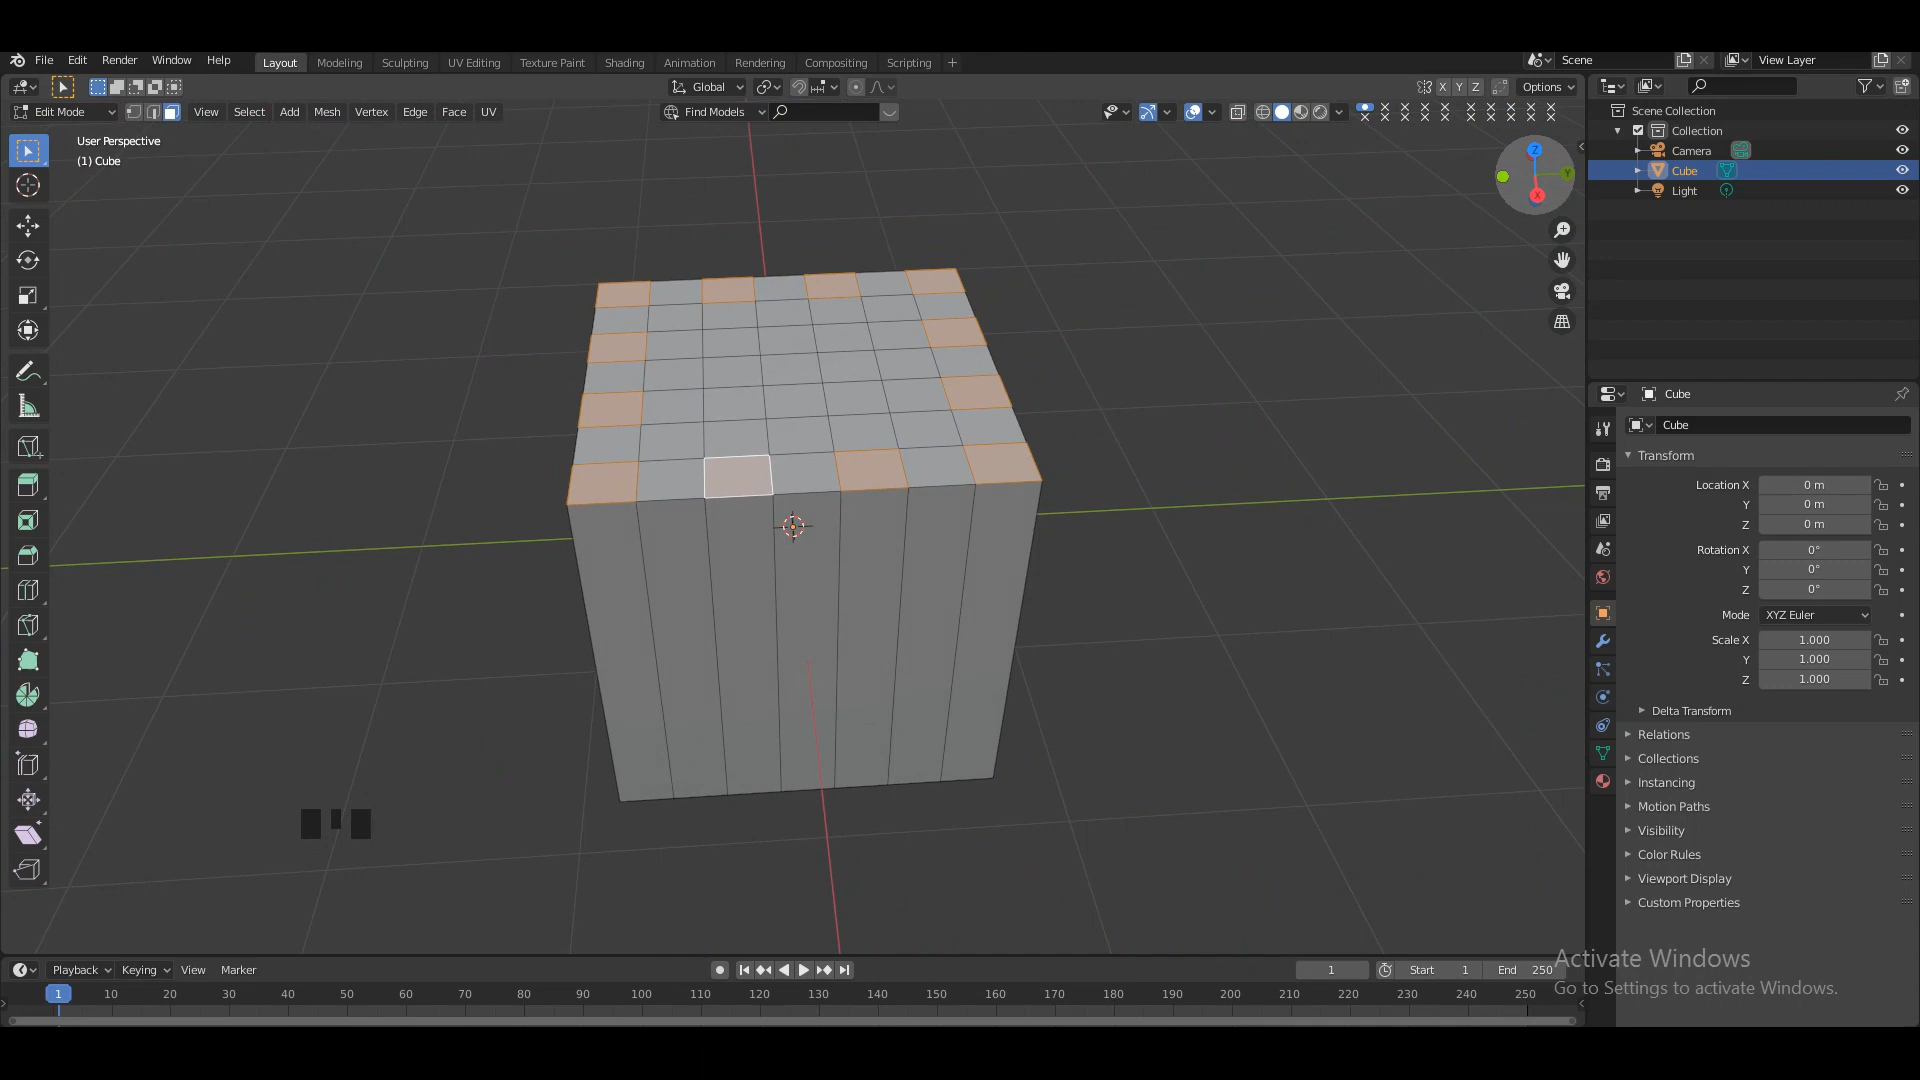 File Edit Render Window Help Layout Modeling Sculpting UV Editing Texture Paint Shading Animation Rendering Compositing Scripting + Scene View Layer
Global X Y Z Options
Edit Mode View Select Add Mesh Vertex Edge Face UV Find Models
User Perspective
(1) Cube
Z
Y
X
Scene Collection
Collection
Camera
Cube
Light
Cube
Cube
Transform
Location X 0 m
Y 0 m
Z 0 m
Rotation X 0°
Y 0°
Z 0°
Mode XYZ Euler
Scale X 1.000
Y 1.000
Z 1.000
Delta Transform
Relations
Collections
Instancing
Motion Paths
Visibility
Color Rules
Viewport Display
Custom Properties
Playback Keying View Marker 1 Start 1 End 250
1 10 20 30 40 50 60 70 80 90 100 110 120 130 140 150 160 170 180 190 200 210 220 230 240 250
Activate Windows
Go to Settings to activate Windows.